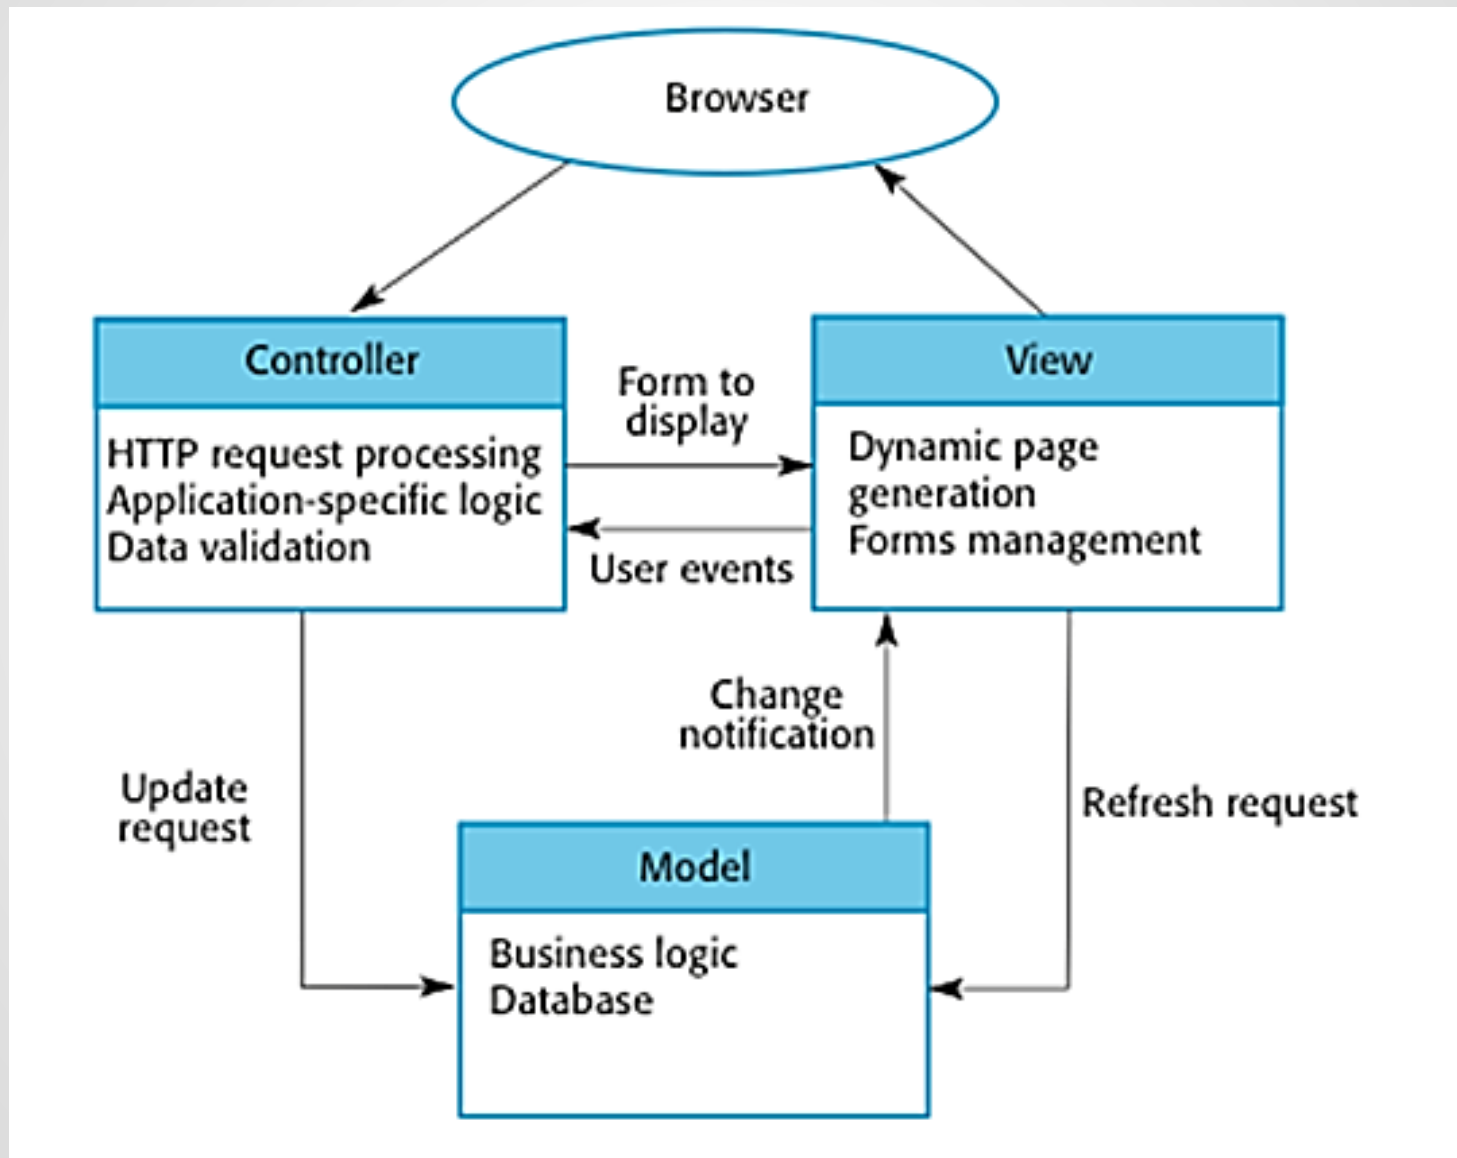 Browser
Controller
HTTP request processing
Application-specific logic
Data validation
Form to
display
User events
View
Dynamic page
generation
Forms management
Update
request
Change
notification
Refresh request
Model
Business logic
Database